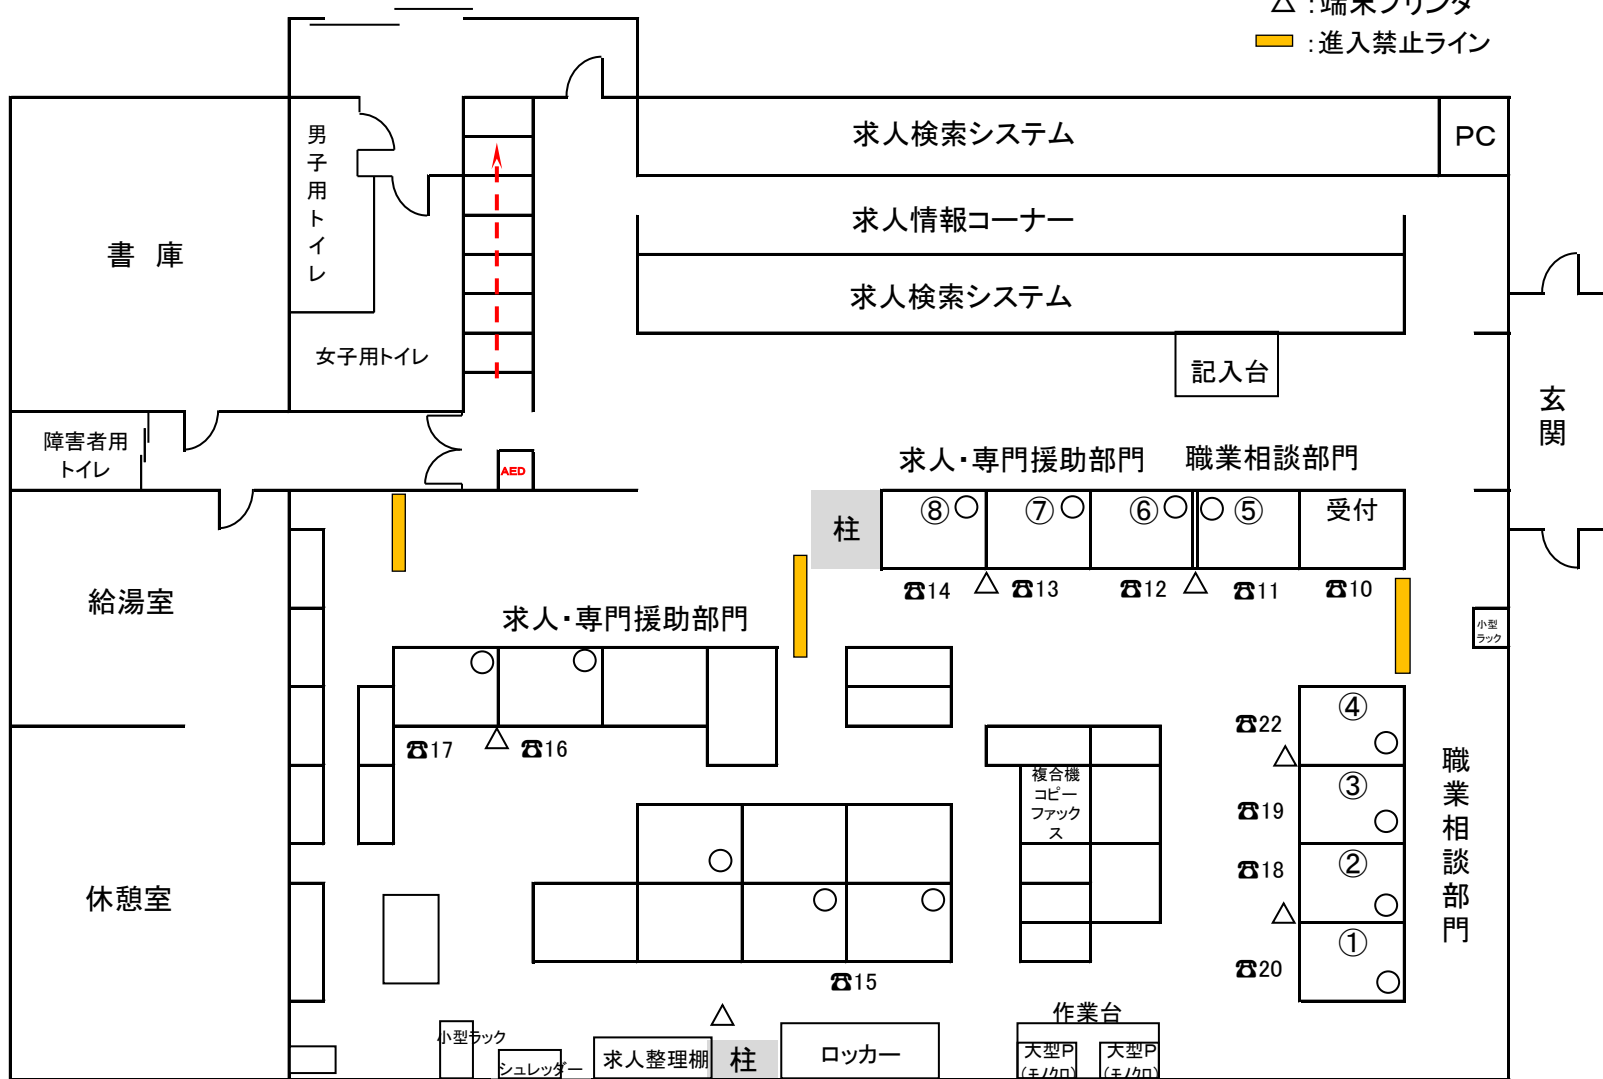 △：端末プリンタ
：進入禁止ライン
求人検索システム
PC
男子用トイレ
求人情報コーナー
書 庫
求人検索システム
女子用トイレ
記入台
玄関
障害者用
トイレ
AED
求人・専門援助部門
職業相談部門
柱
⑧
⑦
⑥
⑤
受付
☎14
☎13
☎12
☎11
☎10
給湯室
求人・専門援助部門
小型
ラック
④
☎22
☎17
☎16
職業相談部門
複合機
コピー
ファック
ス
③
☎19
②
☎18
休憩室
①
☎20
☎15
作業台
小型ラック
シュレッダー
求人整理棚
柱
ロッカー
大型P
(モノクロ)
大型P
(モノクロ)